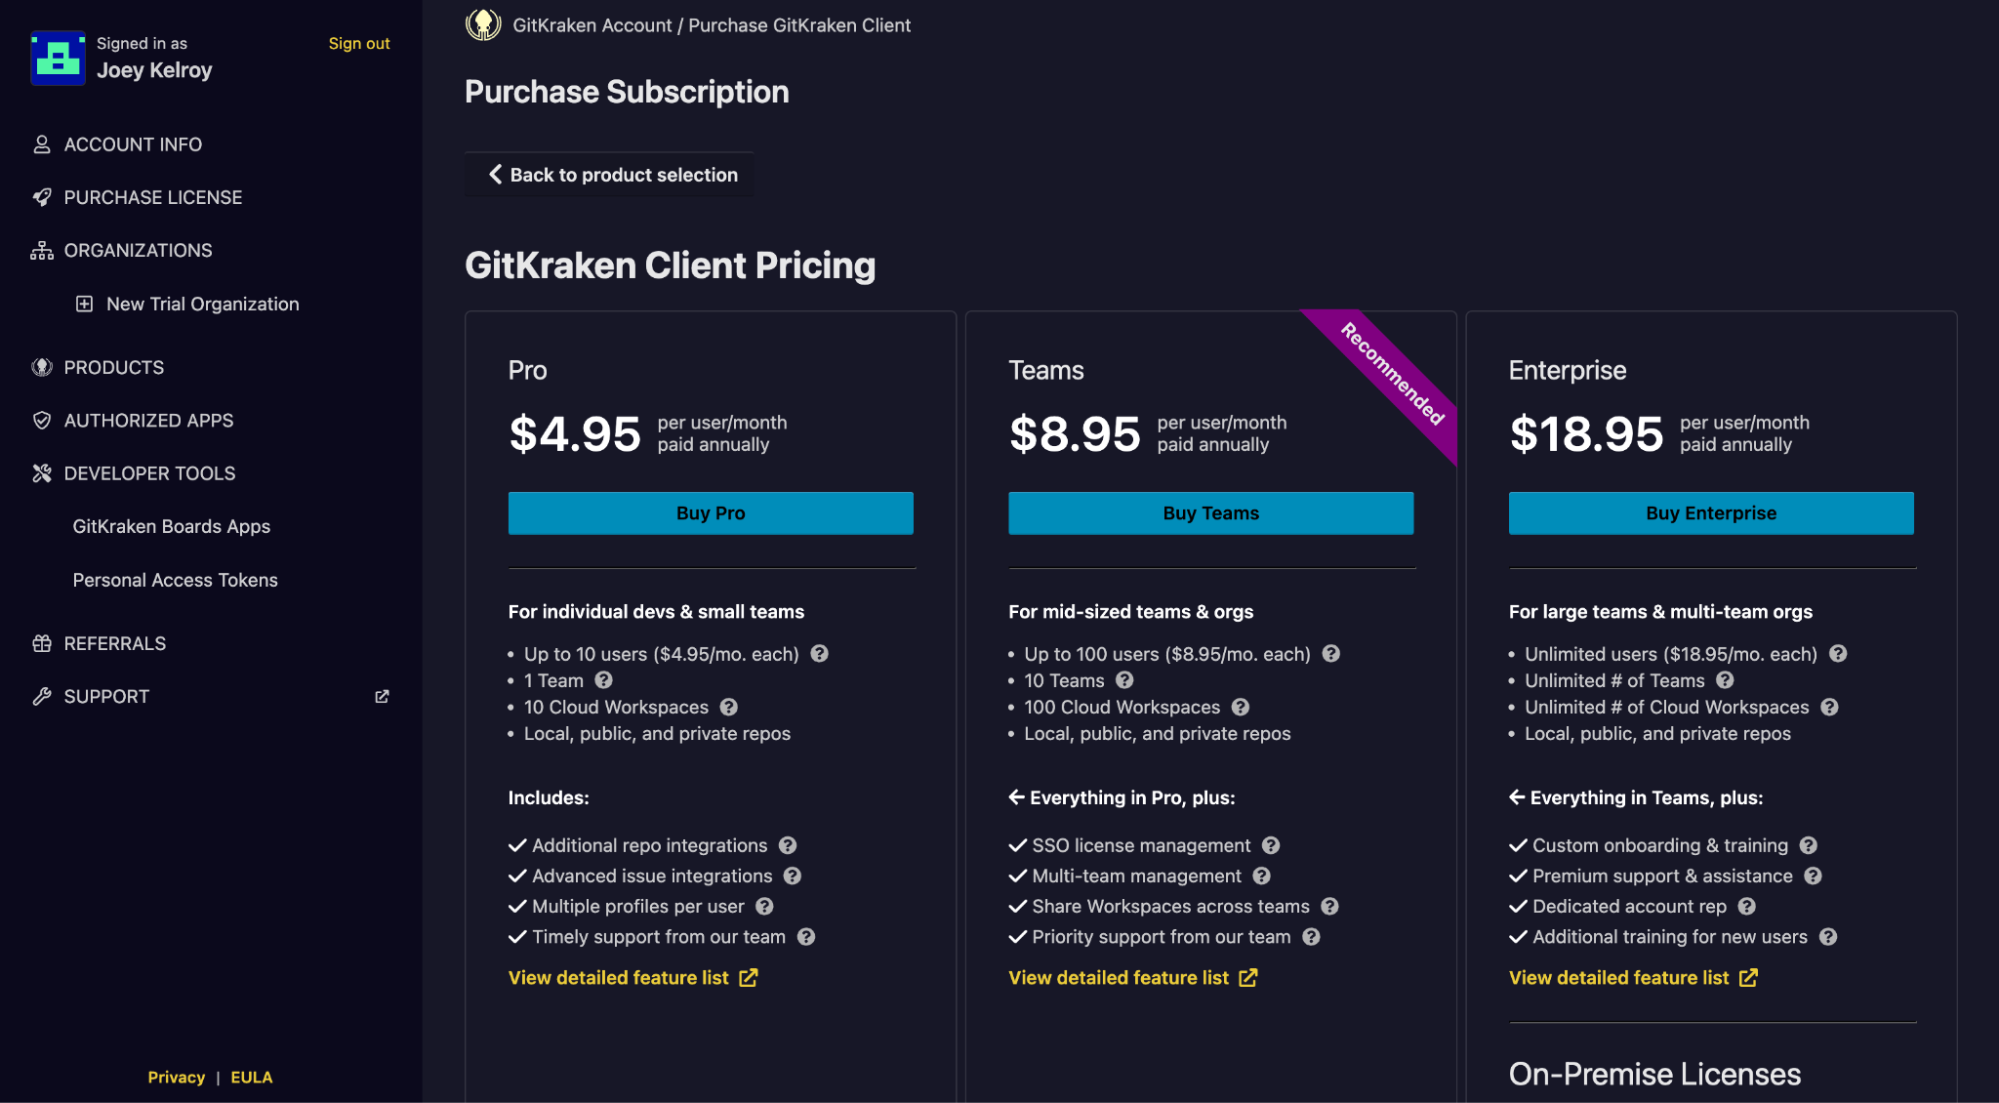 Signed in as
Joey Kelroy
Sign out
ACCOUNT INFO
PURCHASE LICENSE
ORGANIZATIONS
New Trial Organization
PRODUCTS
AUTHORIZED APPS
DEVELOPER TOOLS
GitKraken Boards Apps
Personal Access Tokens
REFERRALS
SUPPORT
Privacy | EULA
GitKraken Account / Purchase GitKraken Client
Purchase Subscription
Back to product selection
GitKraken Client Pricing
Pro
$4.95 per user/month
paid annually
Buy Pro
For individual devs & small teams
• Up to 10 users ($4.95/mo. each)
• 1 Team
• 10 Cloud Workspaces
• Local, public, and private repos
Includes:
Additional repo integrations
Advanced issue integrations
Multiple profiles per user
Timely support from our team
View detailed feature list
Recommended
Teams
$8.95 per user/month
paid annually
Buy Teams
For mid-sized teams & orgs
• Up to 100 users ($8.95/mo. each)
• 10 Teams
• 100 Cloud Workspaces
• Local, public, and private repos
Everything in Pro, plus:
SSO license management
Multi-team management
Share Workspaces across teams
Priority support from our team
View detailed feature list
Enterprise
$18.95 per user/month
paid annually
Buy Enterprise
For large teams & multi-team orgs
• Unlimited users ($18.95/mo. each)
• Unlimited # of Teams
• Unlimited # of Cloud Workspaces
• Local, public, and private repos
Everything in Teams, plus:
Custom onboarding & training
Premium support & assistance
Dedicated account rep
Additional training for new users
View detailed feature list
On-Premise Licenses